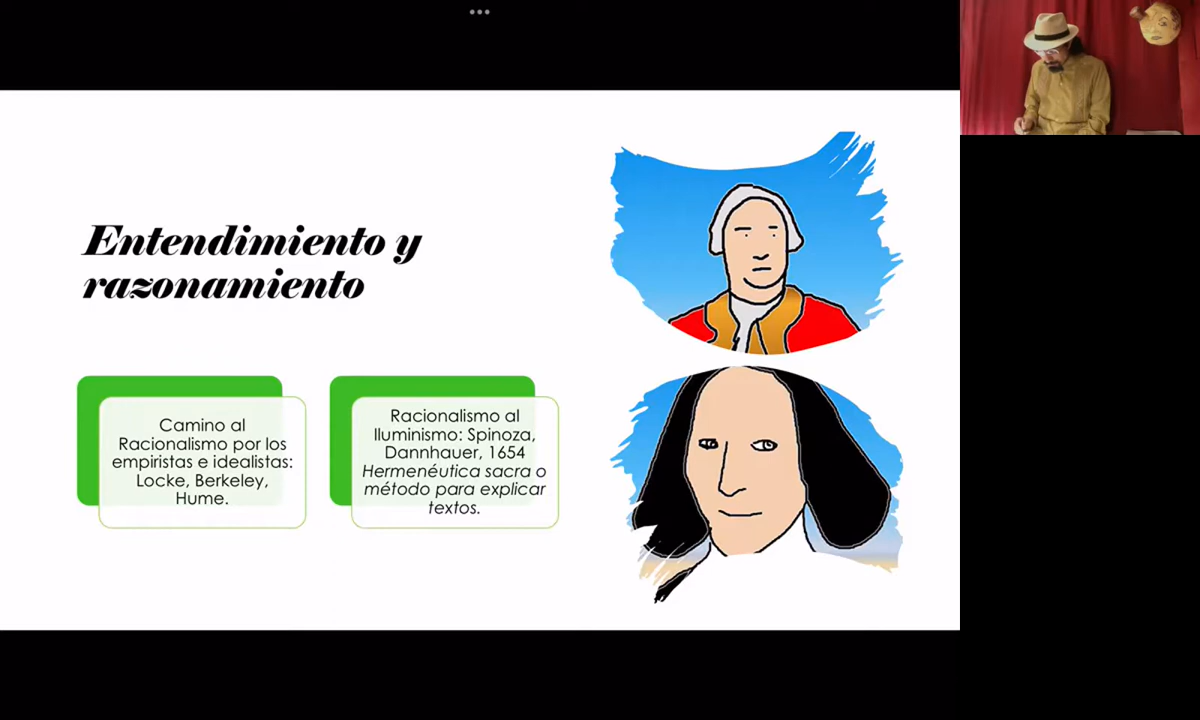 Entendimiento y
razonamiento
Camino al
Racionalismo por los
empiristas e idealistas:
Locke, Berkeley,
Hume.
Racionalismo al
Iluminismo: Spinoza,
Dannhauer, 1654
Hermenéutica sacra o
método para explicar
textos.